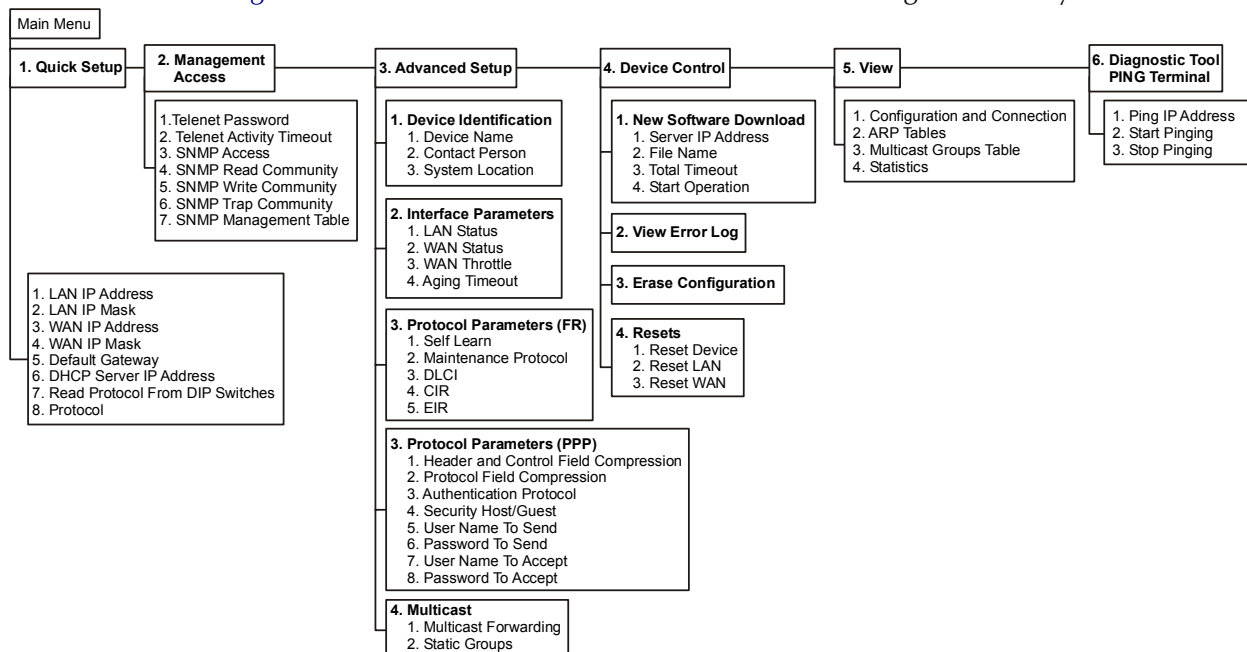 Main Menu
1. Quick Setup
2. Management
Access
3. Advanced Setup
4. Device Control
5. View
6. Diagnostic Tool
PING Terminal
1.Telenet Password
2. Telenet Activity Timeout
3. SNMP Access
4. SNMP Read Community
5. SNMP Write Community
6. SNMP Trap Community
7. SNMP Management Table
1. LAN IP Address
2. LAN IP Mask
3. WAN IP Address
4. WAN IP Mask
5. Default Gateway
6. DHCP Server IP Address
7. Read Protocol From DIP Switches
8. Protocol
1. Device Identification
1. Device Name
2. Contact Person
3. System Location
2. Interface Parameters
1. LAN Status
2. WAN Status
3. WAN Throttle
4. Aging Timeout
3. Protocol Parameters (FR)
1. Self Learn
2. Maintenance Protocol
3. DLCI
4. CIR
5. EIR
3. Protocol Parameters (PPP)
1. Header and Control Field Compression
2. Protocol Field Compression
3. Authentication Protocol
4. Security Host/Guest
5. User Name To Send
6. Password To Send
7. User Name To Accept
8. Password To Accept
4. Multicast
1. Multicast Forwarding
2. Static Groups
1. New Software Download
1. Server IP Address
2. File Name
3. Total Timeout
4. Start Operation
2. View Error Log
3. Erase Configuration
4. Resets
1. Reset Device
2. Reset LAN
3. Reset WAN
1. Configuration and Connection
2. ARP Tables
3. Multicast Groups Table
4. Statistics
1. Ping IP Address
2. Start Pinging
3. Stop Pinging